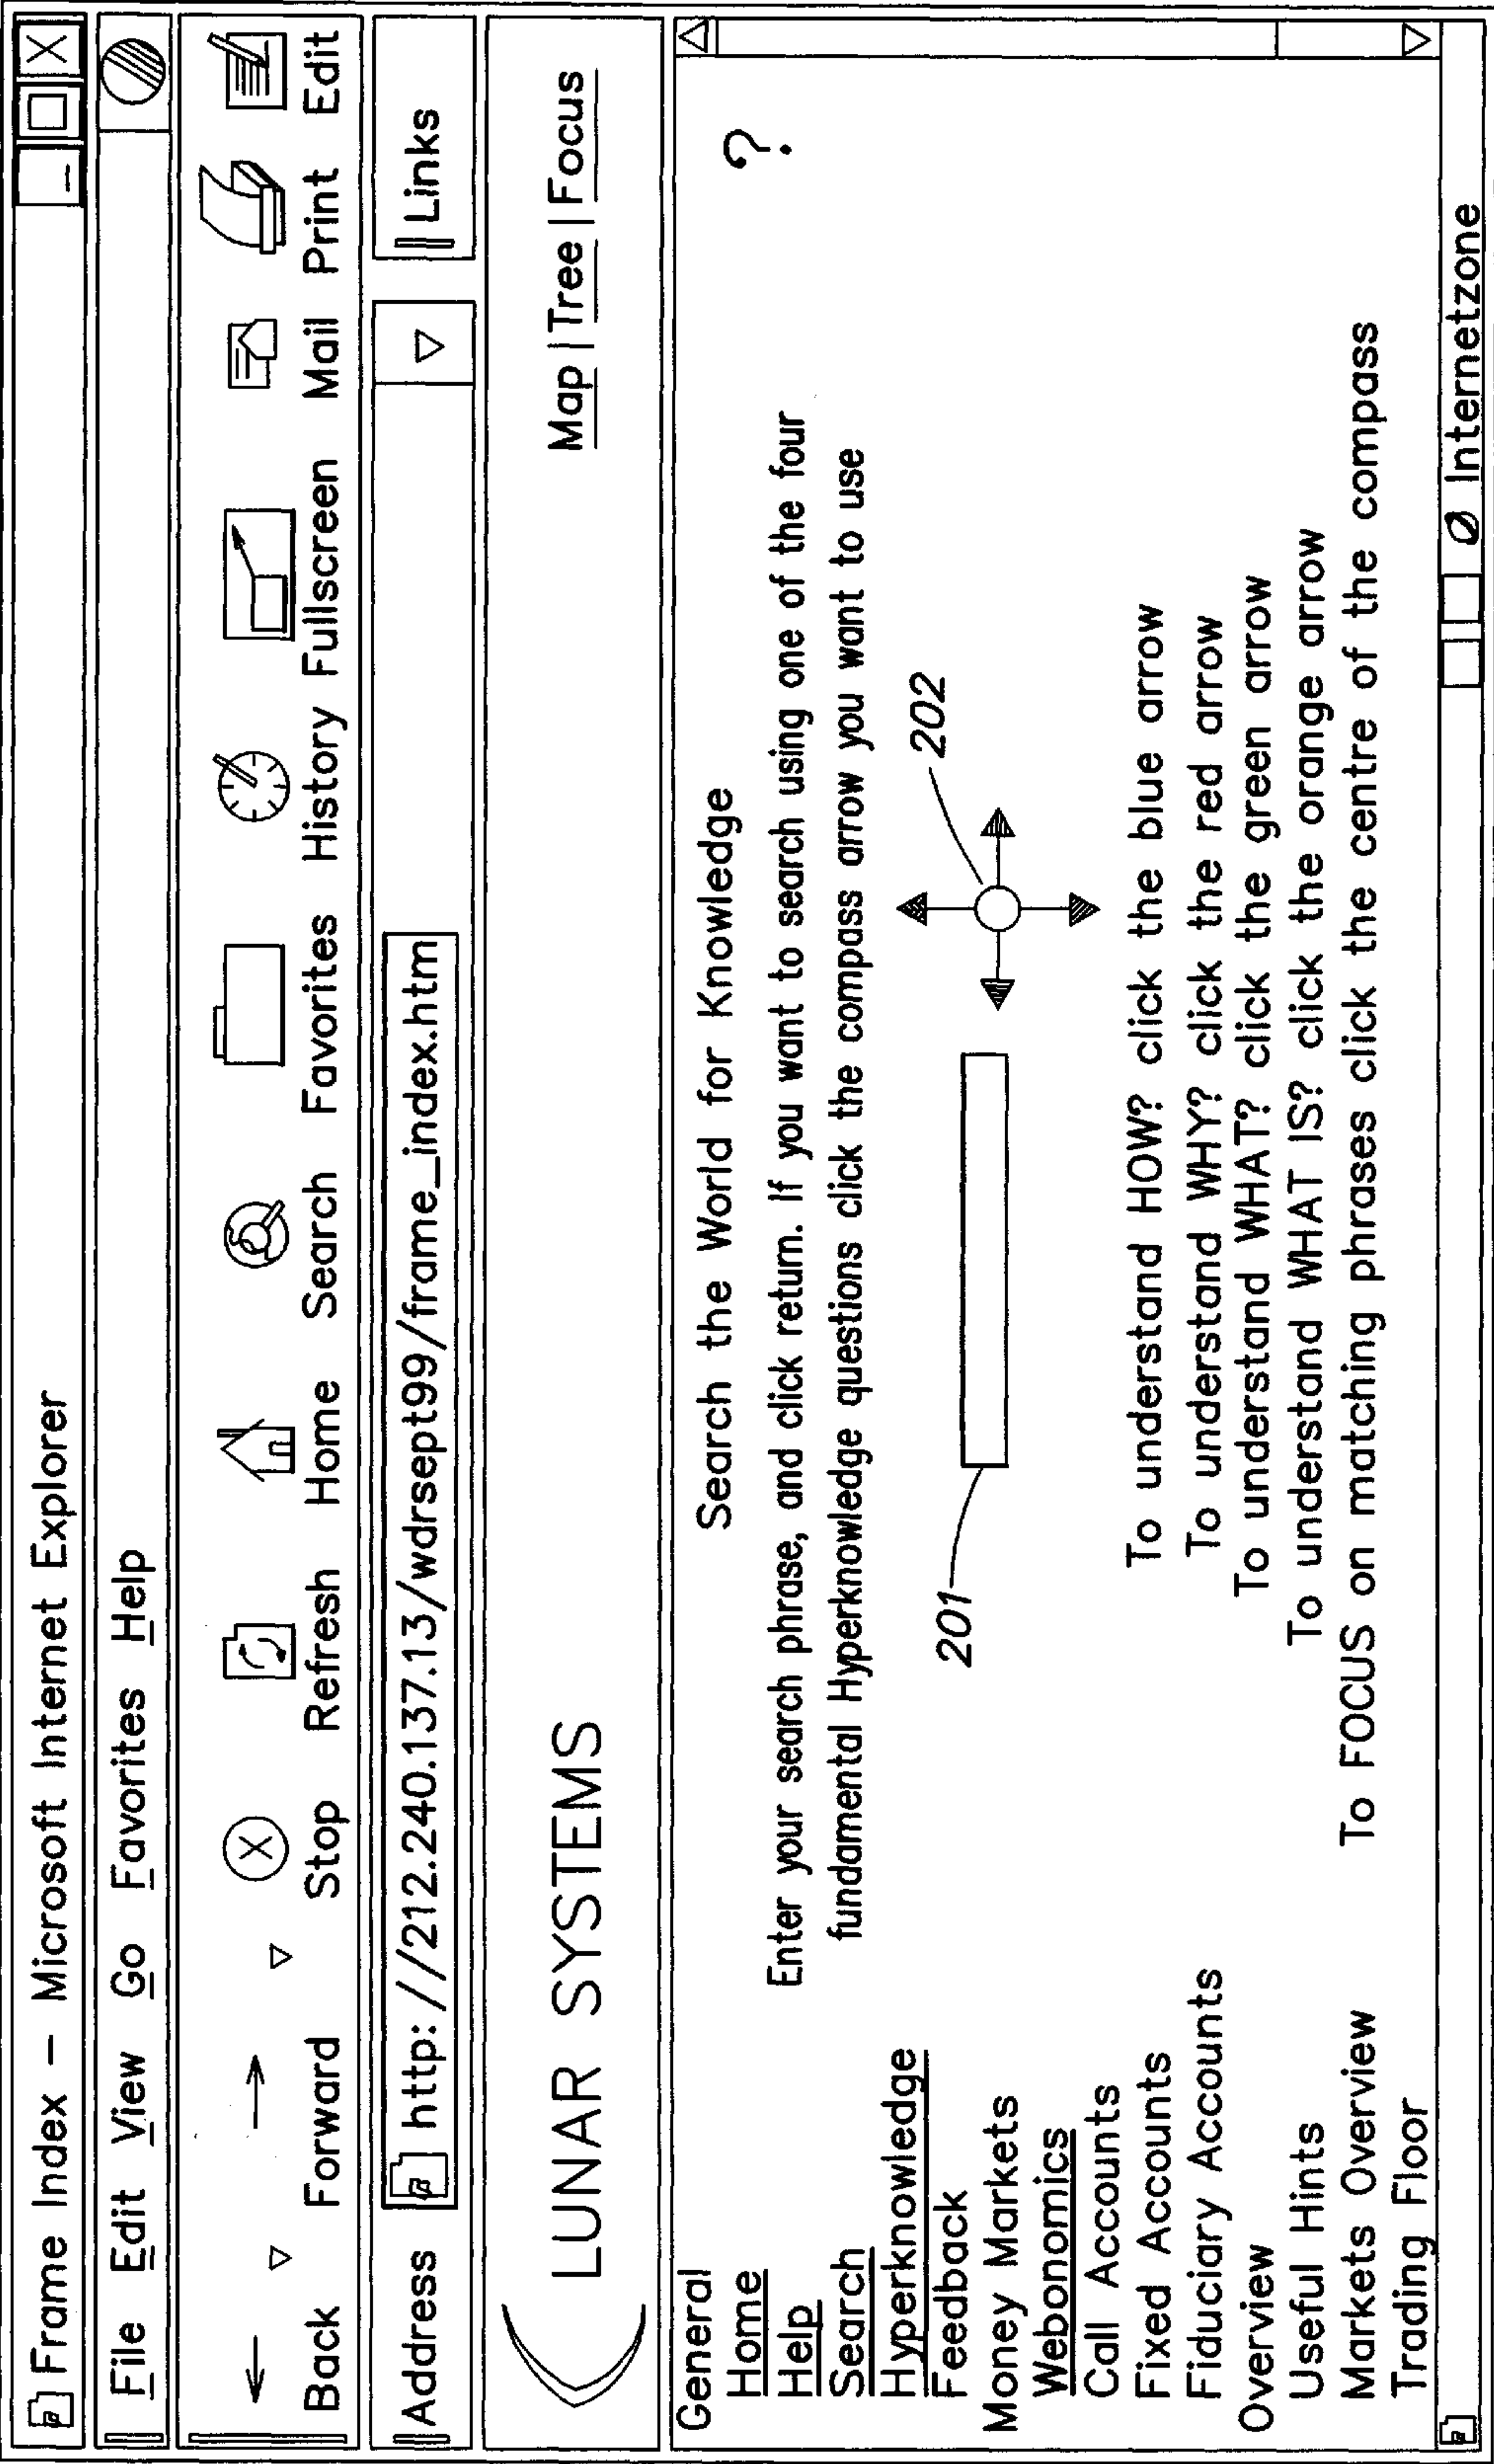 Frame Index — Microsoft Internet Explorer
File Edit View Go Favorites Help
Back Forward Stop Refresh Home Search Favorites History Fullscreen Mail Print Edit
Address http: //212.240.137.13/wdrsept99/frame_index.htm Links
LUNAR SYSTEMS Map | Tree | Focus
General
Home
Help
Search
Hyperknowledge
Feedback
Money Markets
Webonomics
Call Accounts
Fixed Accounts
Fiduciary Accounts
Overview
Useful Hints
Markets Overview
Trading Floor
?
Search the World for Knowledge
Enter your search phrase, and click return. If you want to search using one of the four
fundamental Hyperknowledge questions click the compass arrow you want to use
201
202
To understand HOW? click the blue arrow
To understand WHY? click the red arrow
To understand WHAT? click the green arrow
To understand WHAT IS? click the orange arrow
To FOCUS on matching phrases click the centre of the compass
Internetzone